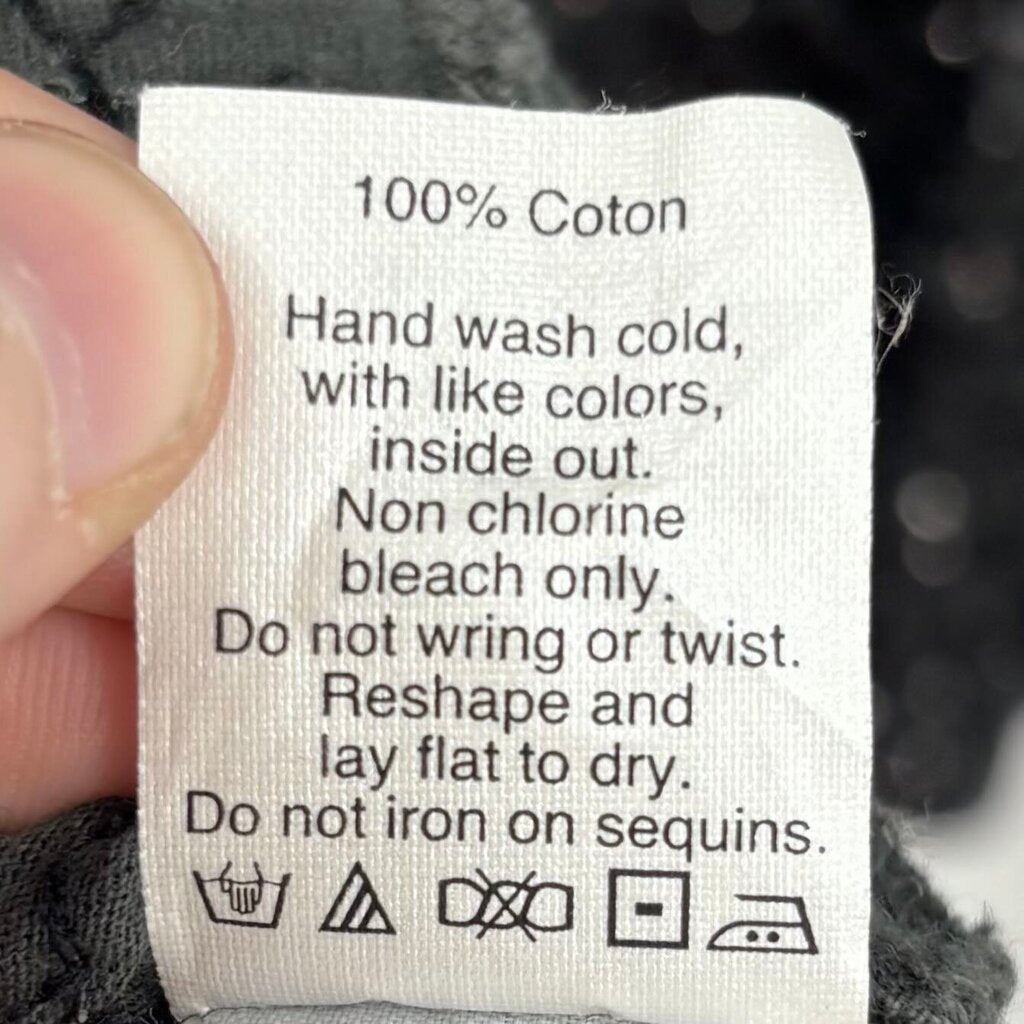 100% Coton
Hand wash cold,
with like colors,
inside out.
Non chlorine
bleach only.
Do not wring or twist.
Reshape and
lay flat to dry.
Do not iron on sequins.